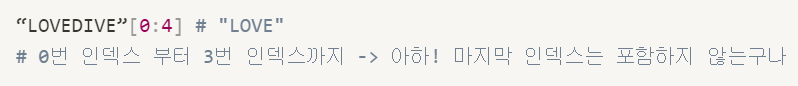 “LOVEDIVE”[0:4] # "LOVE"
# 0번 인덱스 부터 3번 인덱스까지 -> 아하! 마지막 인덱스는 포함하지 않는구나